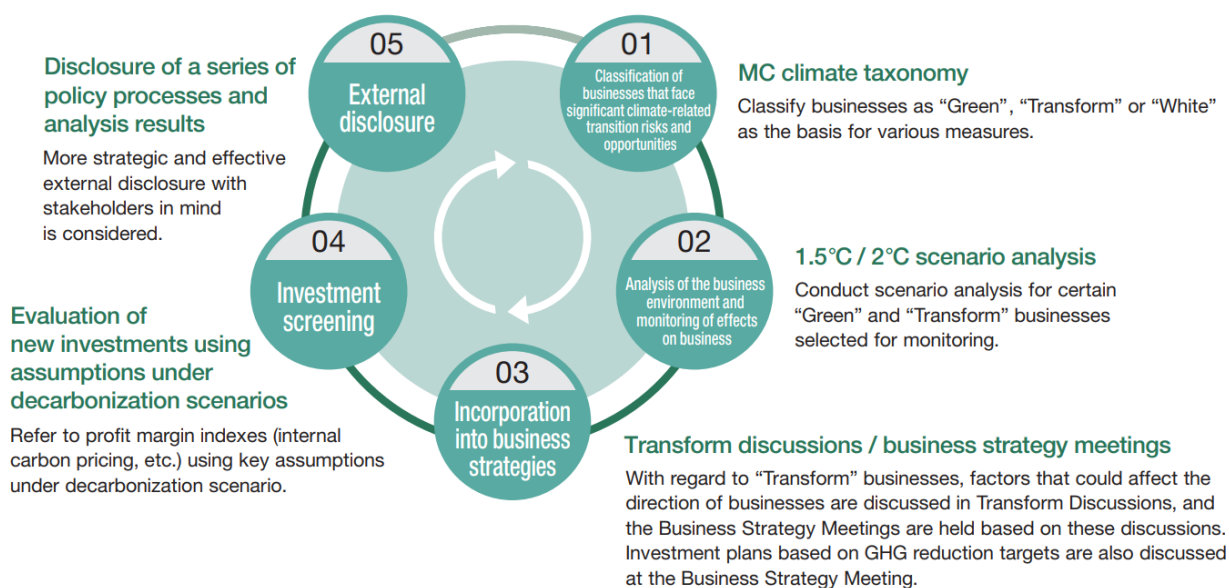 01
Classification of
businesses that face
significant climate-related
transition risks and
opportunities
MC climate taxonomy
Classify businesses as “Green”, “Transform” or “White”
as the basis for various measures.
02
Analysis of the business
environment and
monitoring of effects
on business
1.5°C / 2°C scenario analysis
Conduct scenario analysis for certain
“Green” and “Transform” businesses
selected for monitoring.
03
Incorporation
into business
strategies
Transform discussions / business strategy meetings
With regard to “Transform” businesses, factors that could affect the
direction of businesses are discussed in Transform Discussions, and
the Business Strategy Meetings are held based on these discussions.
Investment plans based on GHG reduction targets are also discussed
at the Business Strategy Meeting.
04
Investment
screening
Evaluation of
new investments using
assumptions under
decarbonization scenarios
Refer to profit margin indexes (internal
carbon pricing, etc.) using key assumptions
under decarbonization scenario.
05
External
disclosure
Disclosure of a series of
policy processes and
analysis results
More strategic and effective
external disclosure with
stakeholders in mind
is considered.